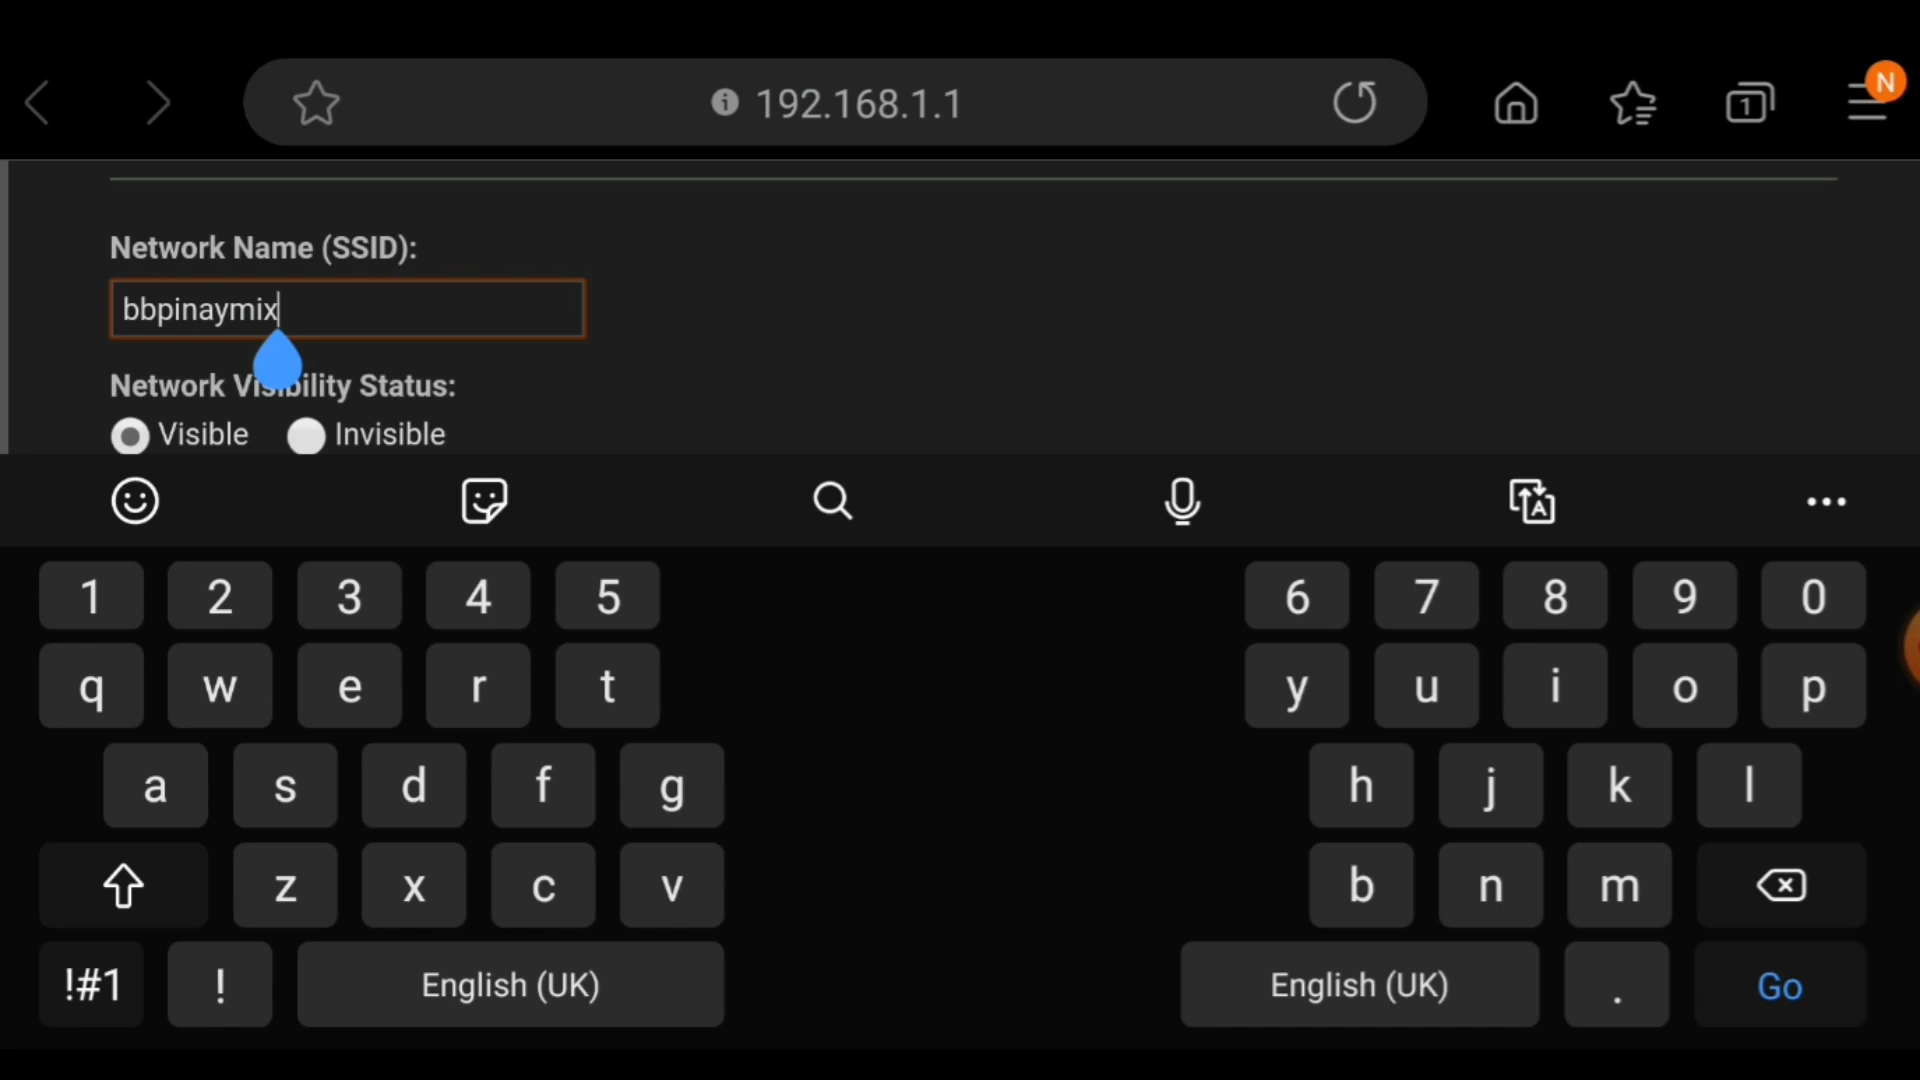 192.168.1.1
1
N
Network Name (SSID):
bbpinaymix
Network Visibility Status:
Visible Invisible
1 2 3 4 5 6 7 8 9 0
q w e r t y u i o p
a s d f g h j k l
z x c v b n m
!#1 ! English (UK) English (UK) . Go